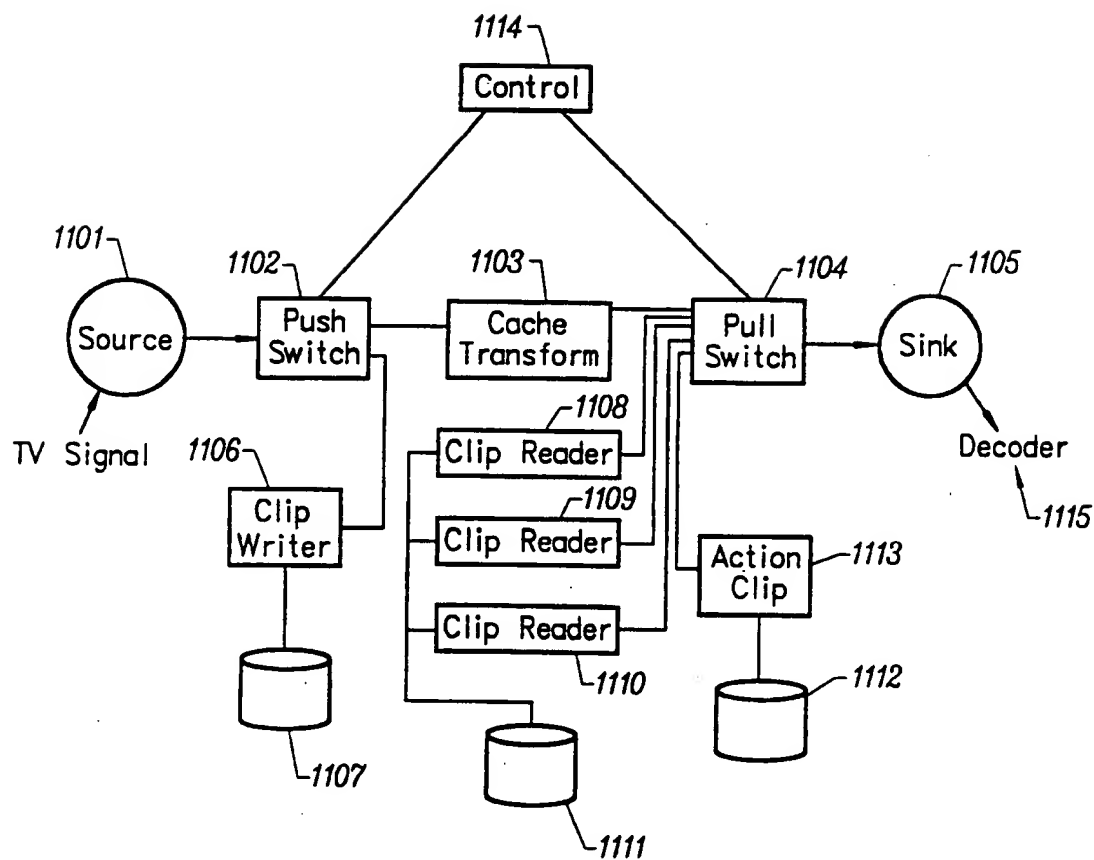 1114
Control
1101
1102
1103
1104
1105
Source
Push
Switch
Cache
Transform
Pull
Switch
Sink
TV Signal
1106
Clip
Writer
1108
Clip Reader
1109
Clip Reader
Clip Reader
1110
Decoder
1115
Action
Clip
1113
1112
1107
1111